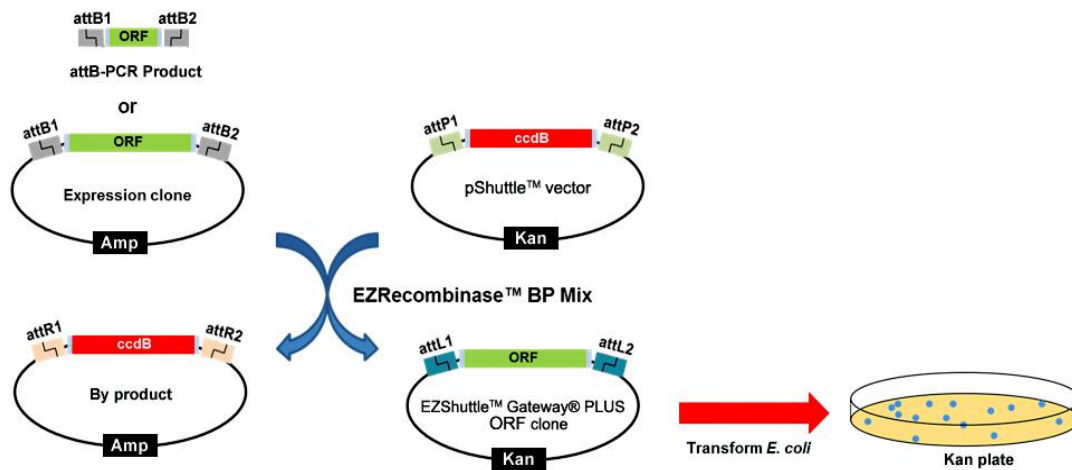 attB1
attB2
ORF
attB-PCR Product
or
attB1
attB2
ORF
Expression clone
Amp
attP1
attP2
ccdB
pShuttle™ vector
Kan
EZRecombinase™ BP Mix
attR1
attR2
ccdB
By product
Amp
attL1
attL2
ORF
EZShuttle™ Gateway® PLUS
ORF clone
Kan
Transform E. coli
Kan plate